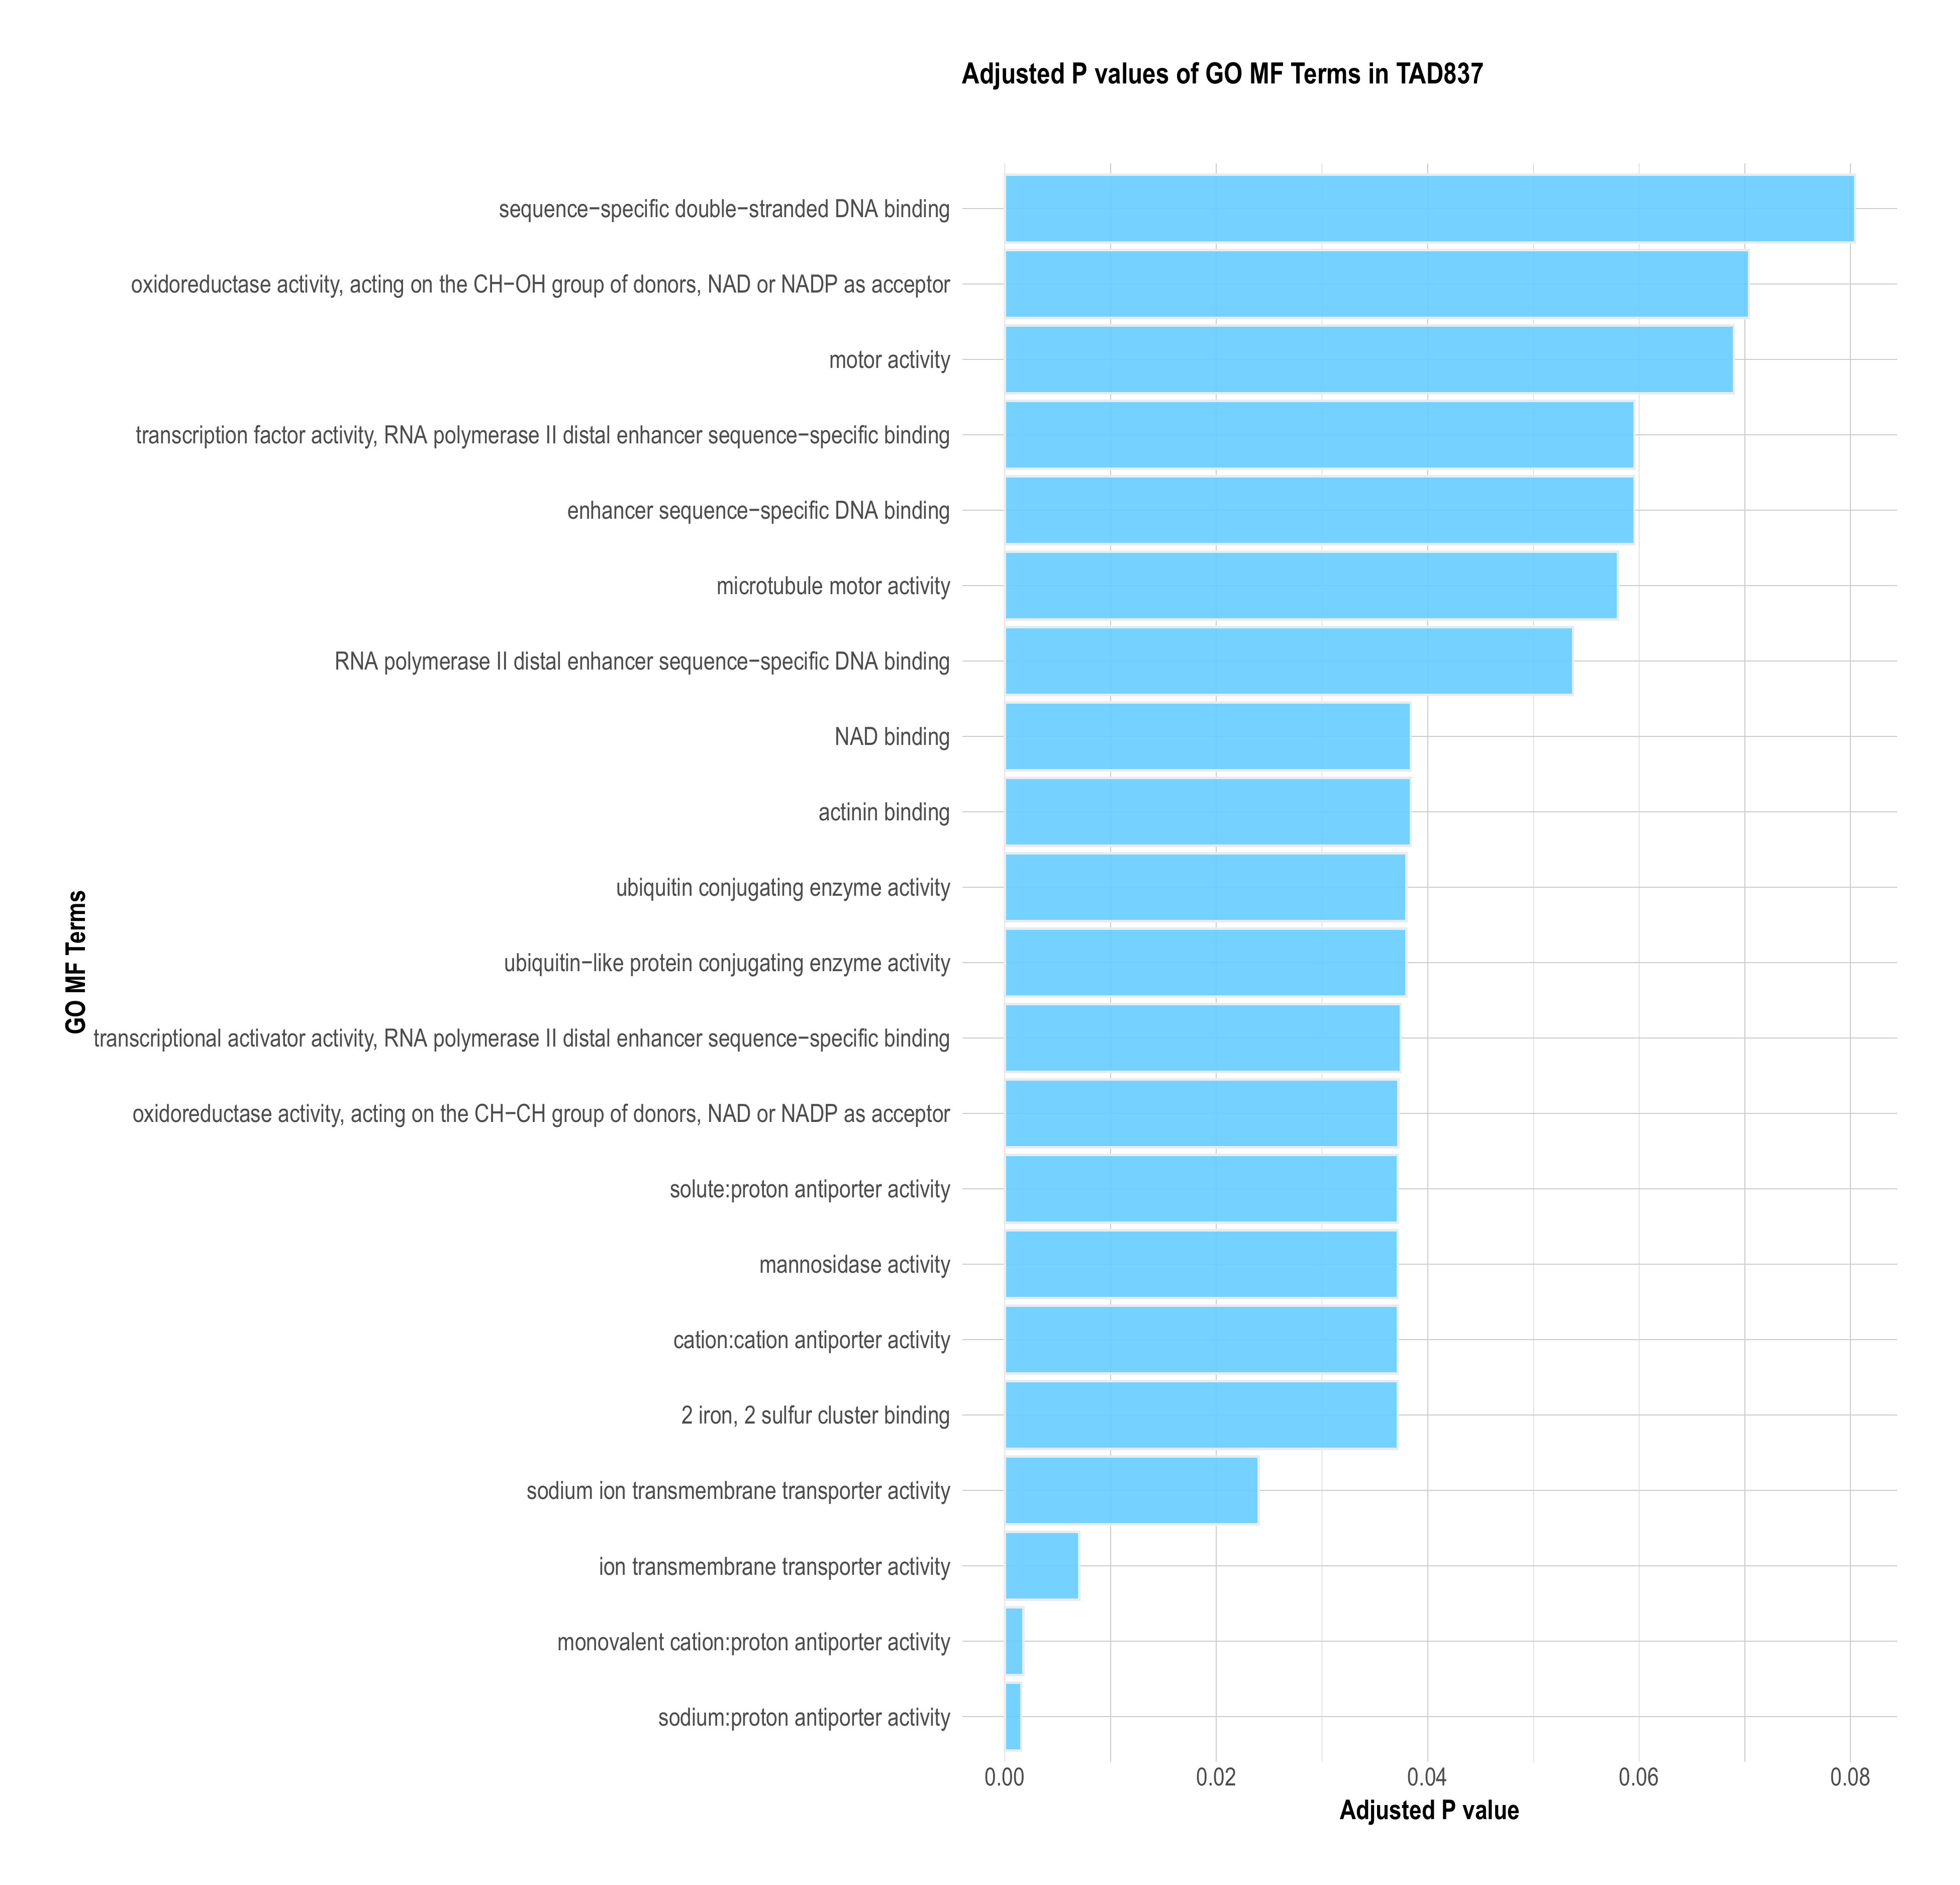 Adjusted P values of GO MF Terms in TAD837
sequence−specific double−stranded DNA binding
oxidoreductase activity, acting on the CH−OH group of donors, NAD or NADP as acceptor
motor activity
transcription factor activity, RNA polymerase II distal enhancer sequence−specific binding
enhancer sequence−specific DNA binding
microtubule motor activity
RNA polymerase II distal enhancer sequence−specific DNA binding
NAD binding
actinin binding
ubiquitin conjugating enzyme activity
ubiquitin−like protein conjugating enzyme activity
transcriptional activator activity, RNA polymerase II distal enhancer sequence−specific binding
oxidoreductase activity, acting on the CH−CH group of donors, NAD or NADP as acceptor
solute:proton antiporter activity
mannosidase activity
cation:cation antiporter activity
2 iron, 2 sulfur cluster binding
sodium ion transmembrane transporter activity
ion transmembrane transporter activity
monovalent cation:proton antiporter activity
sodium:proton antiporter activity
GO MF Terms
0.00 0.02 0.04 0.06 0.08
Adjusted P value